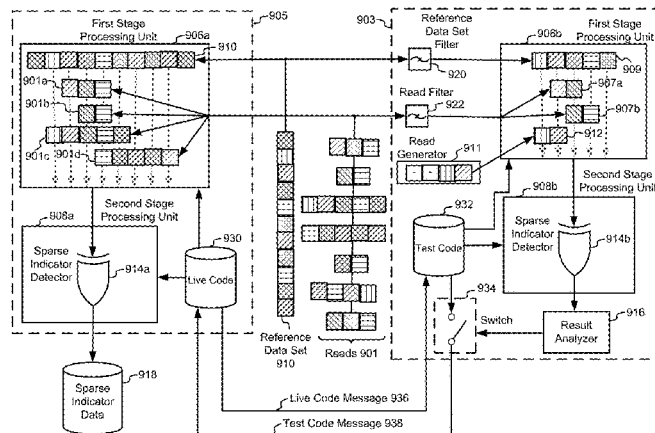 First Stage
Processing Unit
905
906a
910
901a
901b
901c
901d
Second Stage
Processing Unit
908a
Sparse
Indicator
Detector
914a
930
Live Code
918
Sparse
Indicator
Data
Reference
Data Set
910
Reads 901
Live Code Message 936
Test Code Message 938
903
Reference
Data Set
Filter
920
Read Filter
922
Read
Generator
911
First Stage
Processing Unit
906b
909
907a
907b
912
Second Stage
Processing Unit
908b
932
Test Code
Sparse
Indicator
Detector
914b
934
Switch
Result
Analyzer
916